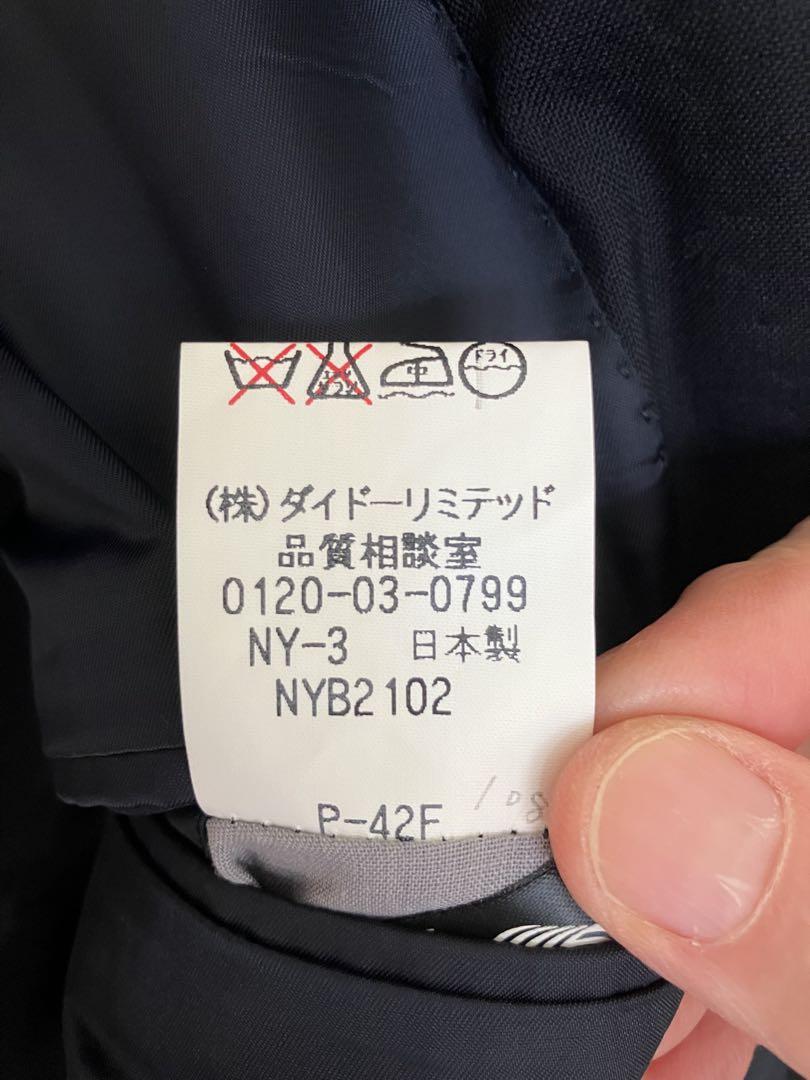 中 ドライ
(株)ダイドーリミテッド
品質相談室
0120-03-0799
NY-3 日本製
NYB2102
108
P-42F